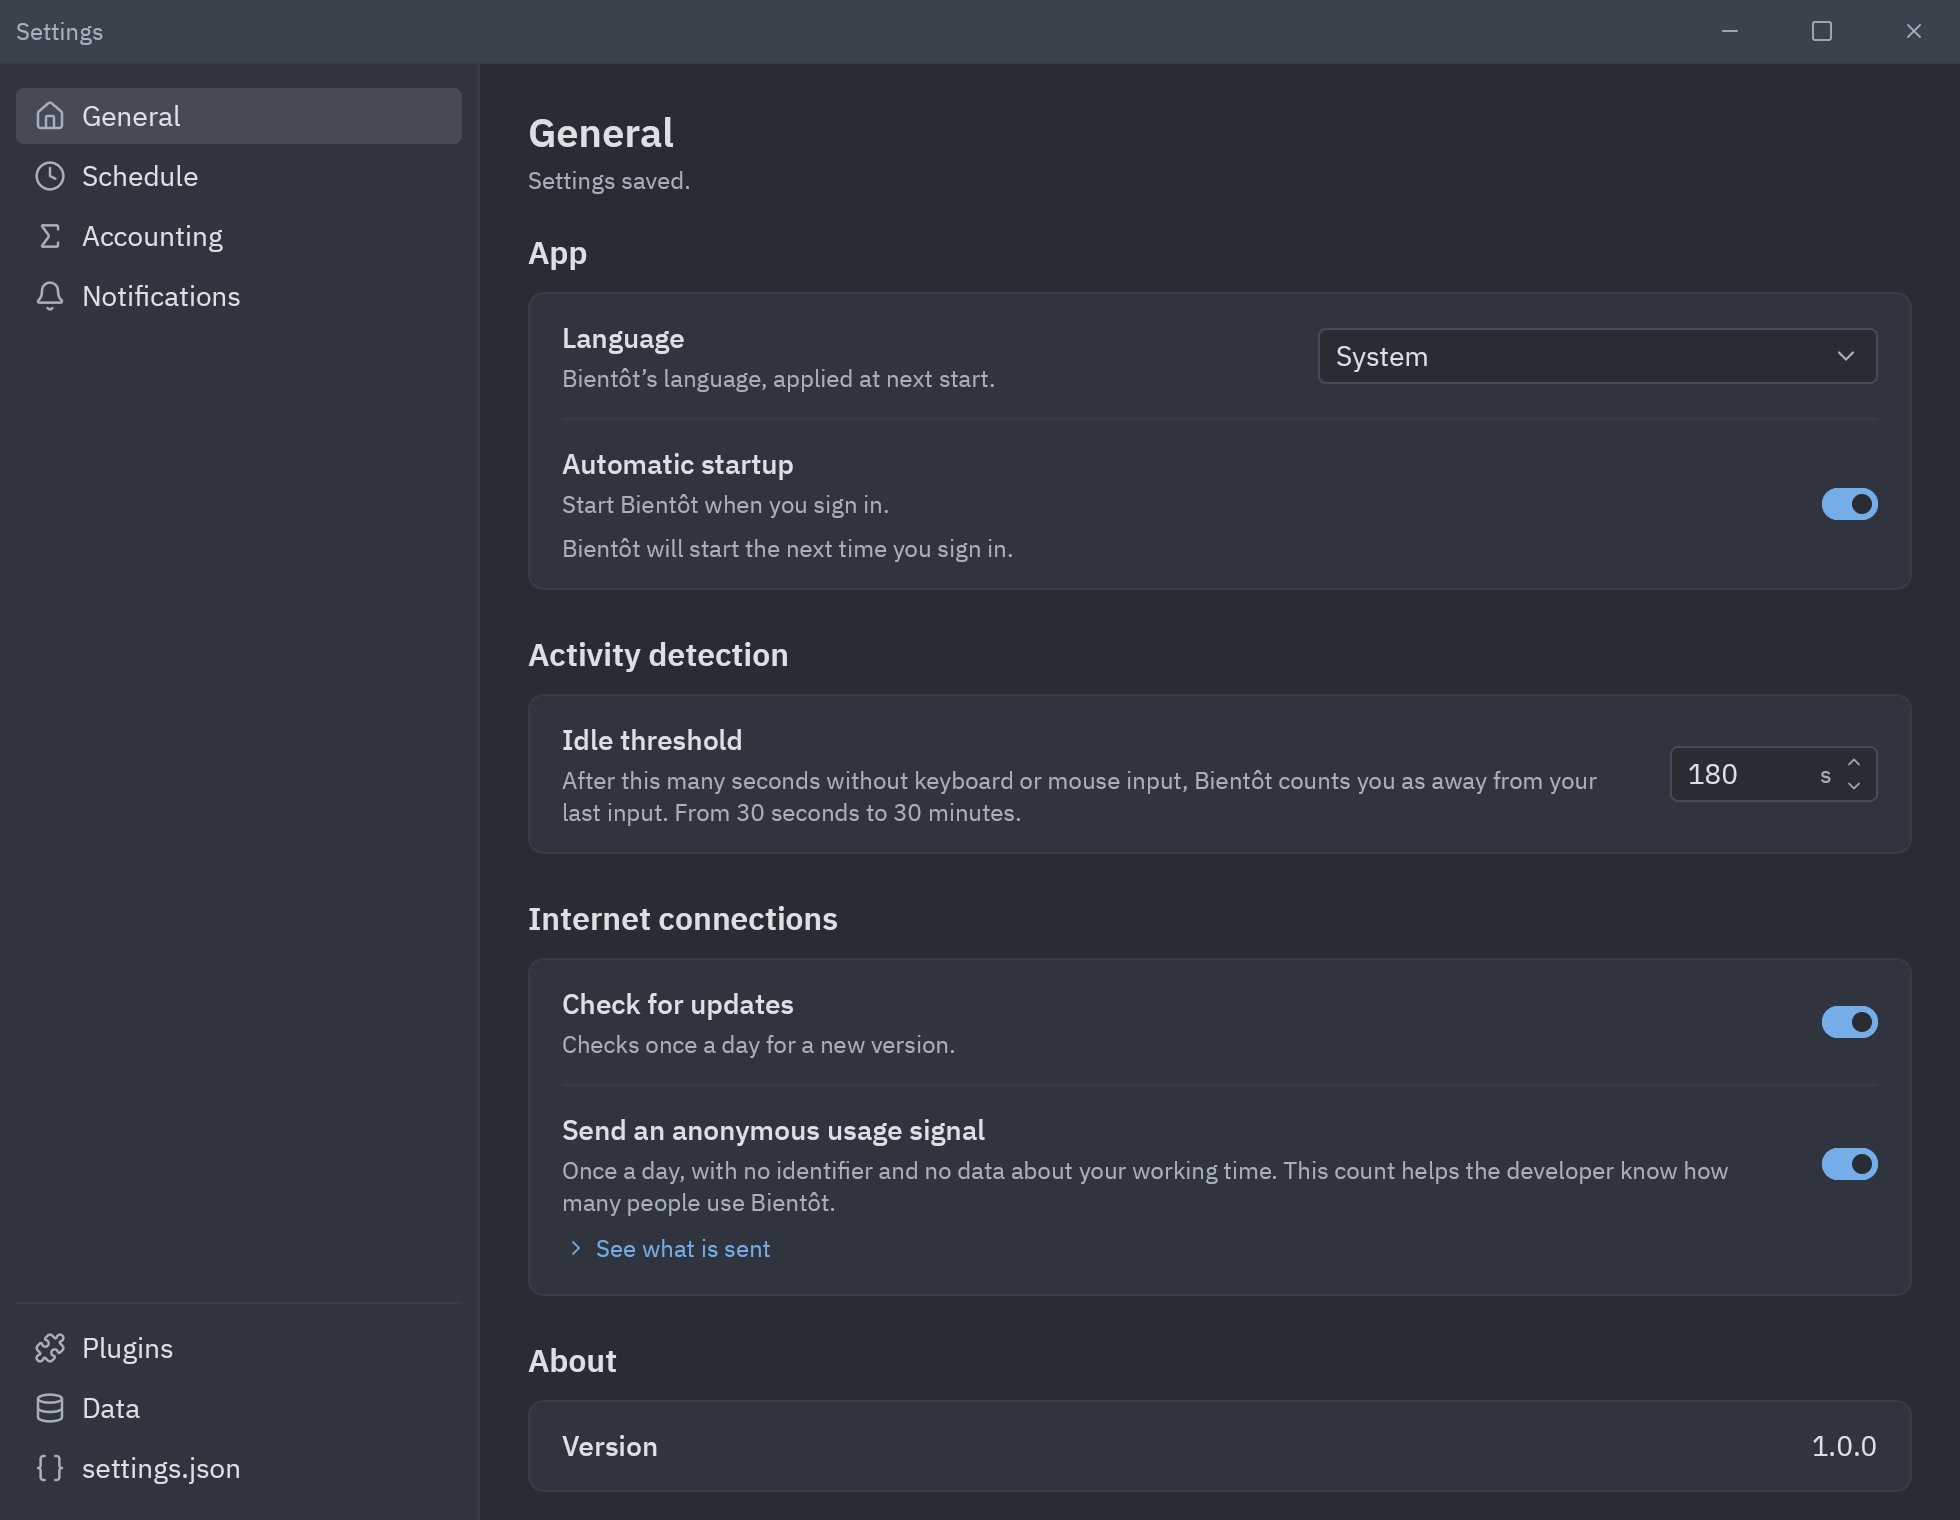 Settings
General
Schedule
Accounting
Notifications
Plugins
Data
settings.json
General
Settings saved.
App
Language
Bientôt’s language, applied at next start.
System
Automatic startup
Start Bientôt when you sign in.
Bientôt will start the next time you sign in.
Activity detection
Idle threshold
After this many seconds without keyboard or mouse input, Bientôt counts you as away from your
last input. From 30 seconds to 30 minutes.
180 s
Internet connections
Check for updates
Checks once a day for a new version.
Send an anonymous usage signal
Once a day, with no identifier and no data about your working time. This count helps the developer know how
many people use Bientôt.
See what is sent
About
Version
1.0.0